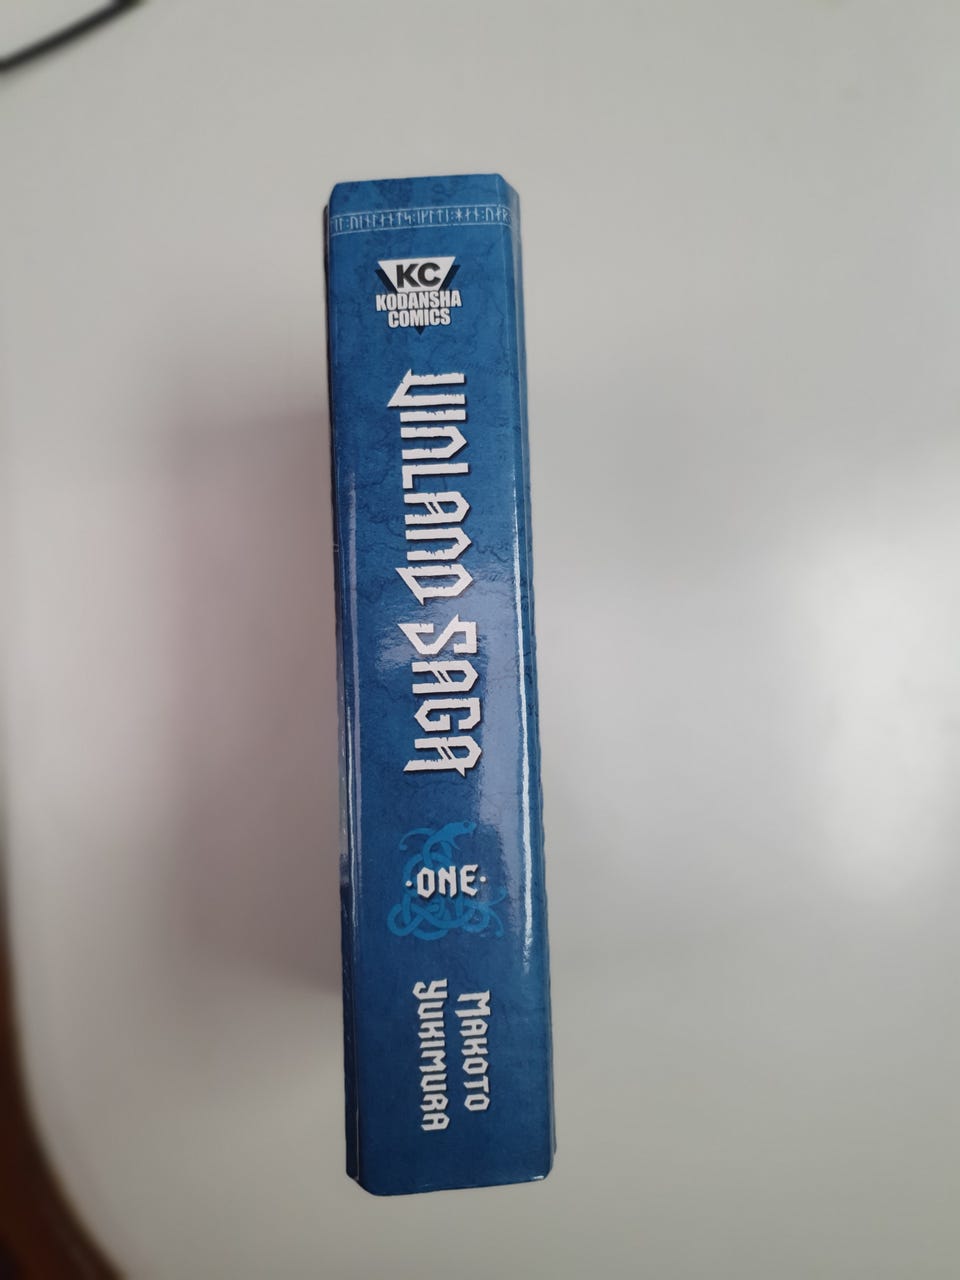 KC
KODANSHA
COMICS
VINLAND SAGA
·ONE·
MAKOTO
YUKIMURA